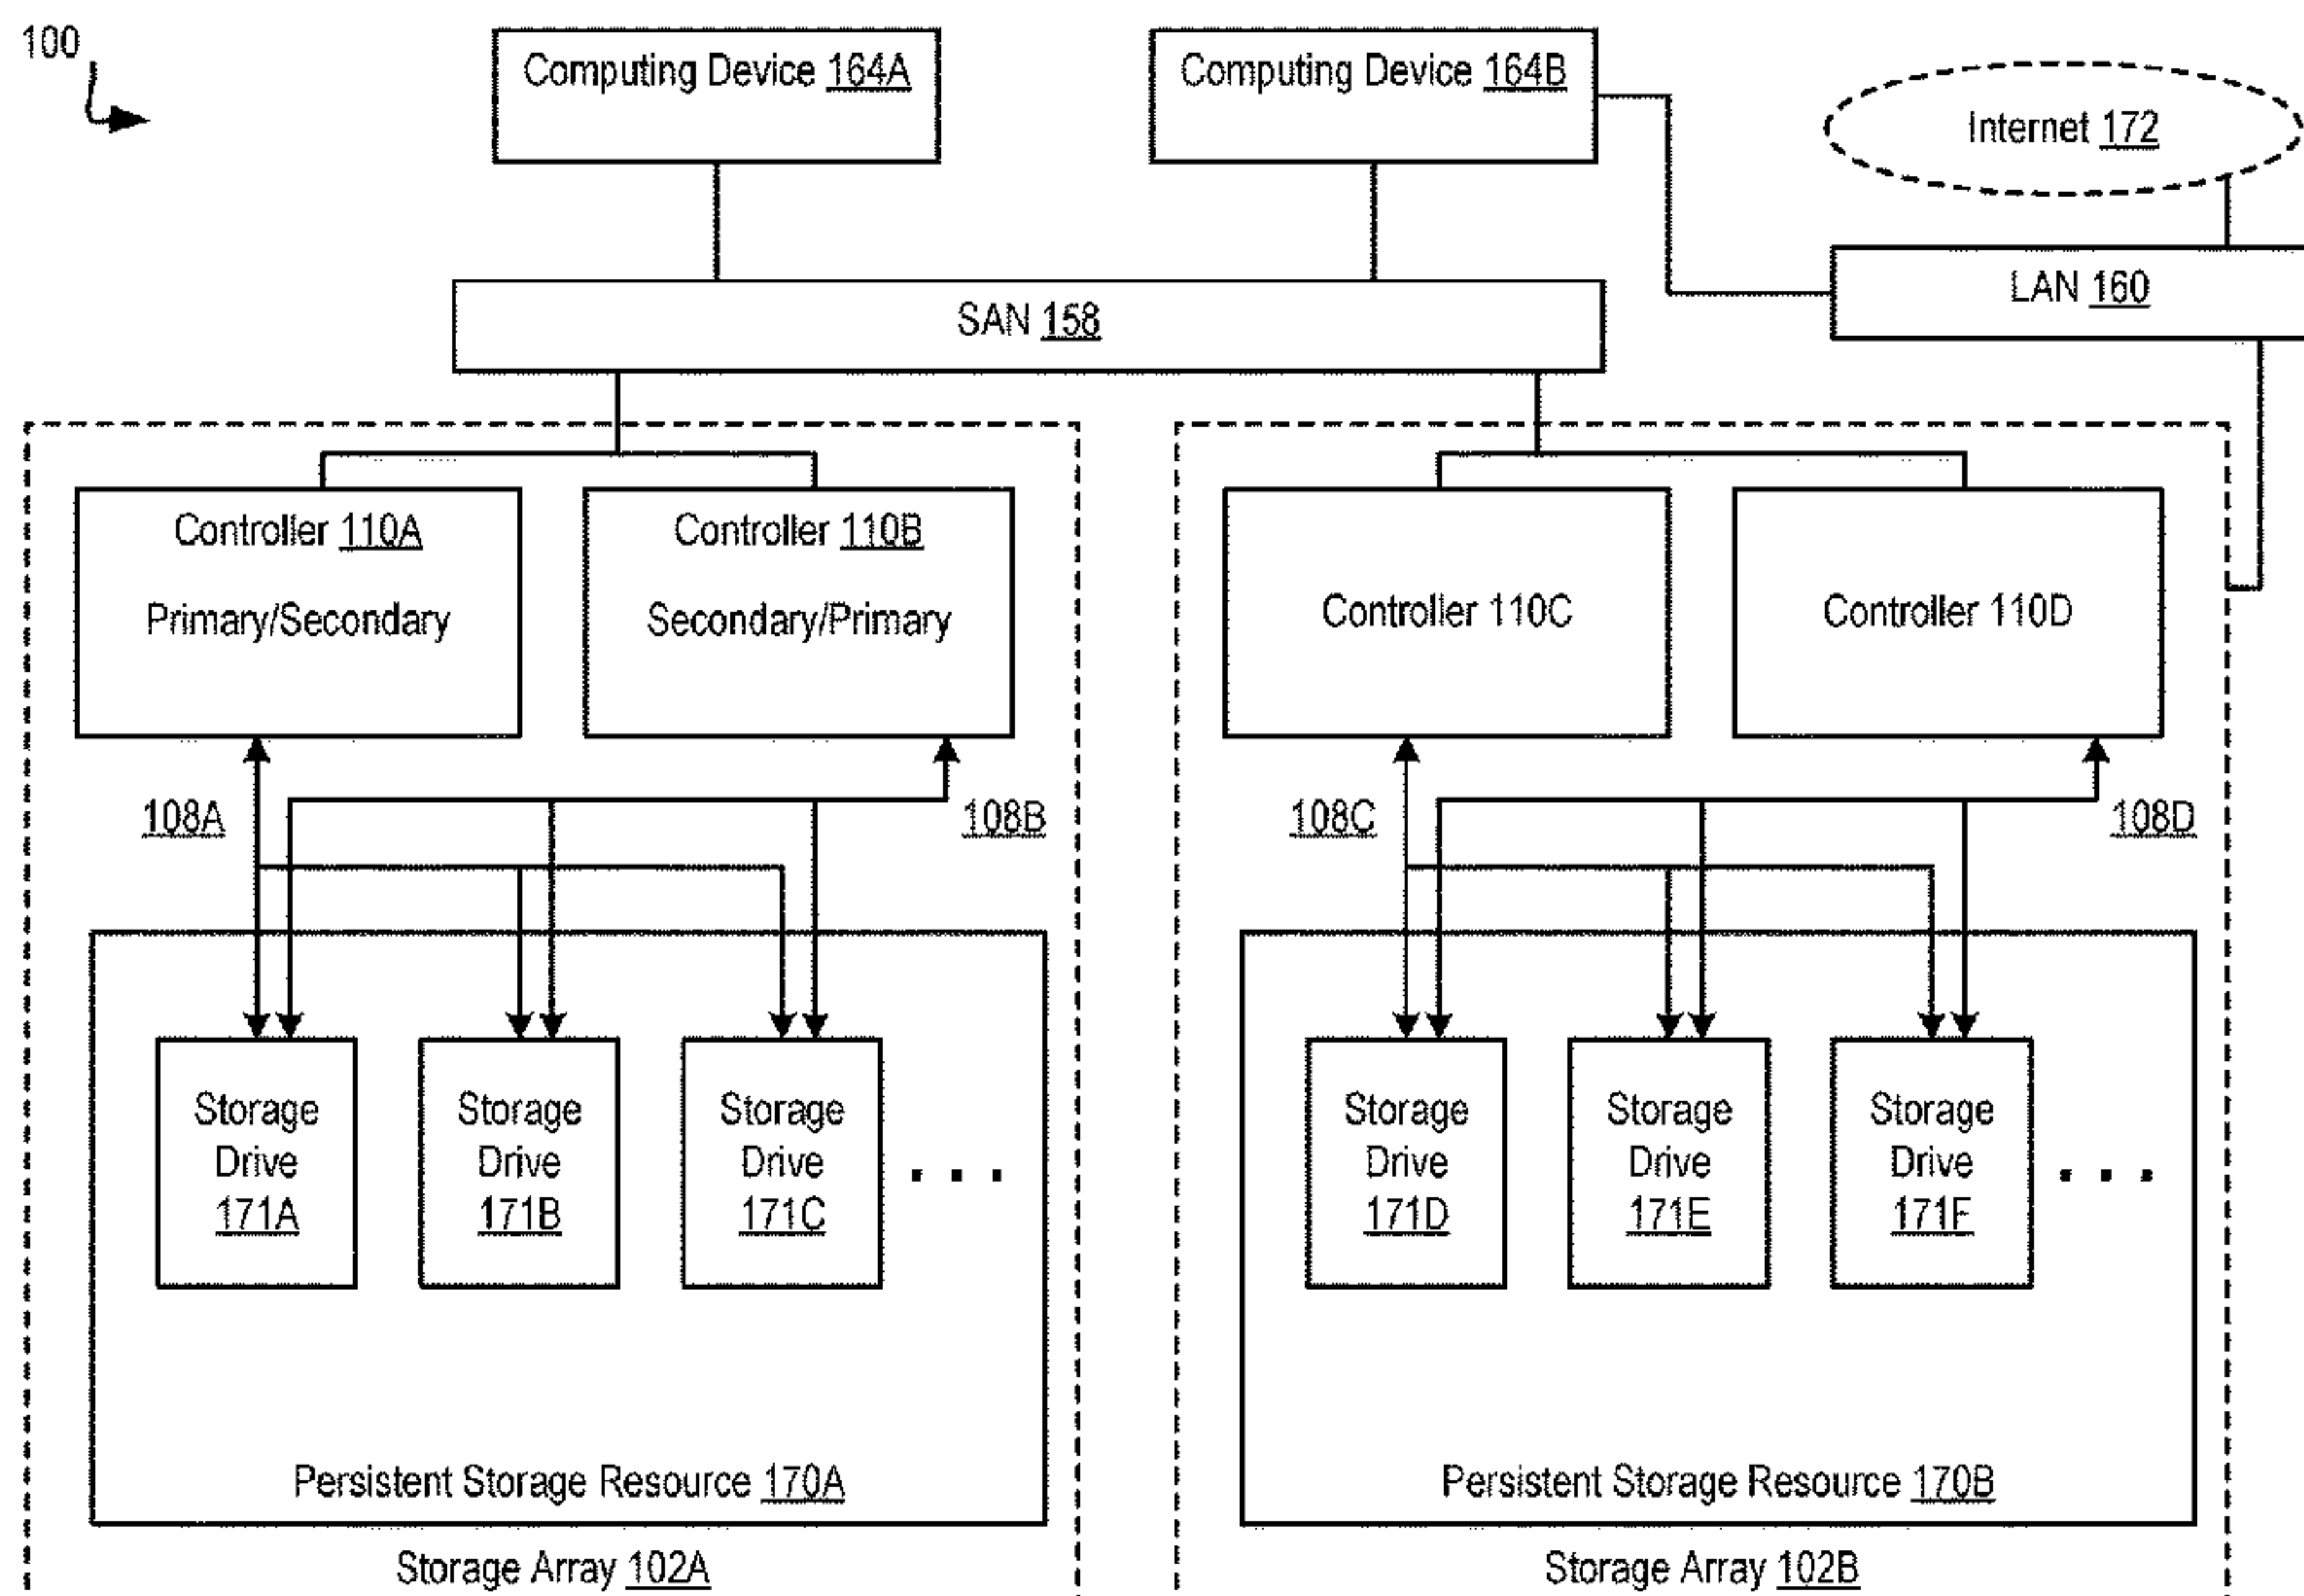 100
Computing Device 164A
Computing Device 164B
Internet 172
LAN 160
SAN 158
Controller 110A
Primary/Secondary
Controller 110B
Secondary/Primary
Controller 110C
Controller 110D
108A
108B
108C
108D
Storage
Drive
171A
Storage
Drive
171B
Storage
Drive
171C
...
Storage
Drive
171D
Storage
Drive
171E
Storage
Drive
171F
...
Persistent Storage Resource 170A
Persistent Storage Resource 170B
Storage Array 102A
Storage Array 102B